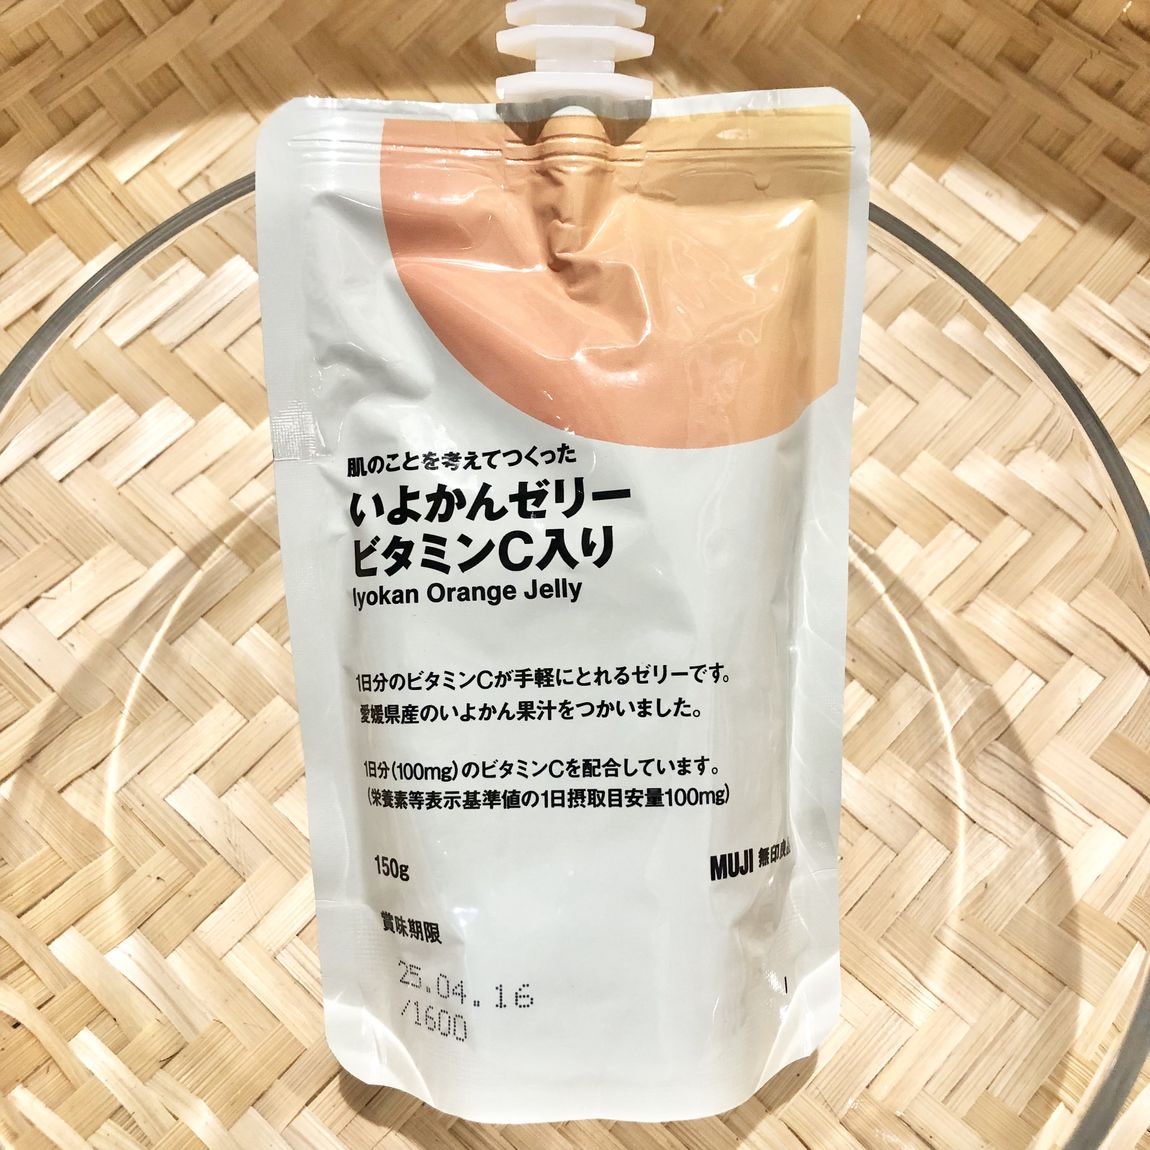 肌のことを考えてつくった
いよかんゼリー
ビタミンC入り
Iyokan Orange Jelly
1日分のビタミンCが手軽にとれるゼリーです。
愛媛県産のいよかん果汁をつかいました。
1日分(100mg)のビタミンCを配合しています。
(栄養素等表示基準値の1日摂取目安量100mg)
150g
MUJI 無印良品
賞味期限
25.04.16
/1600